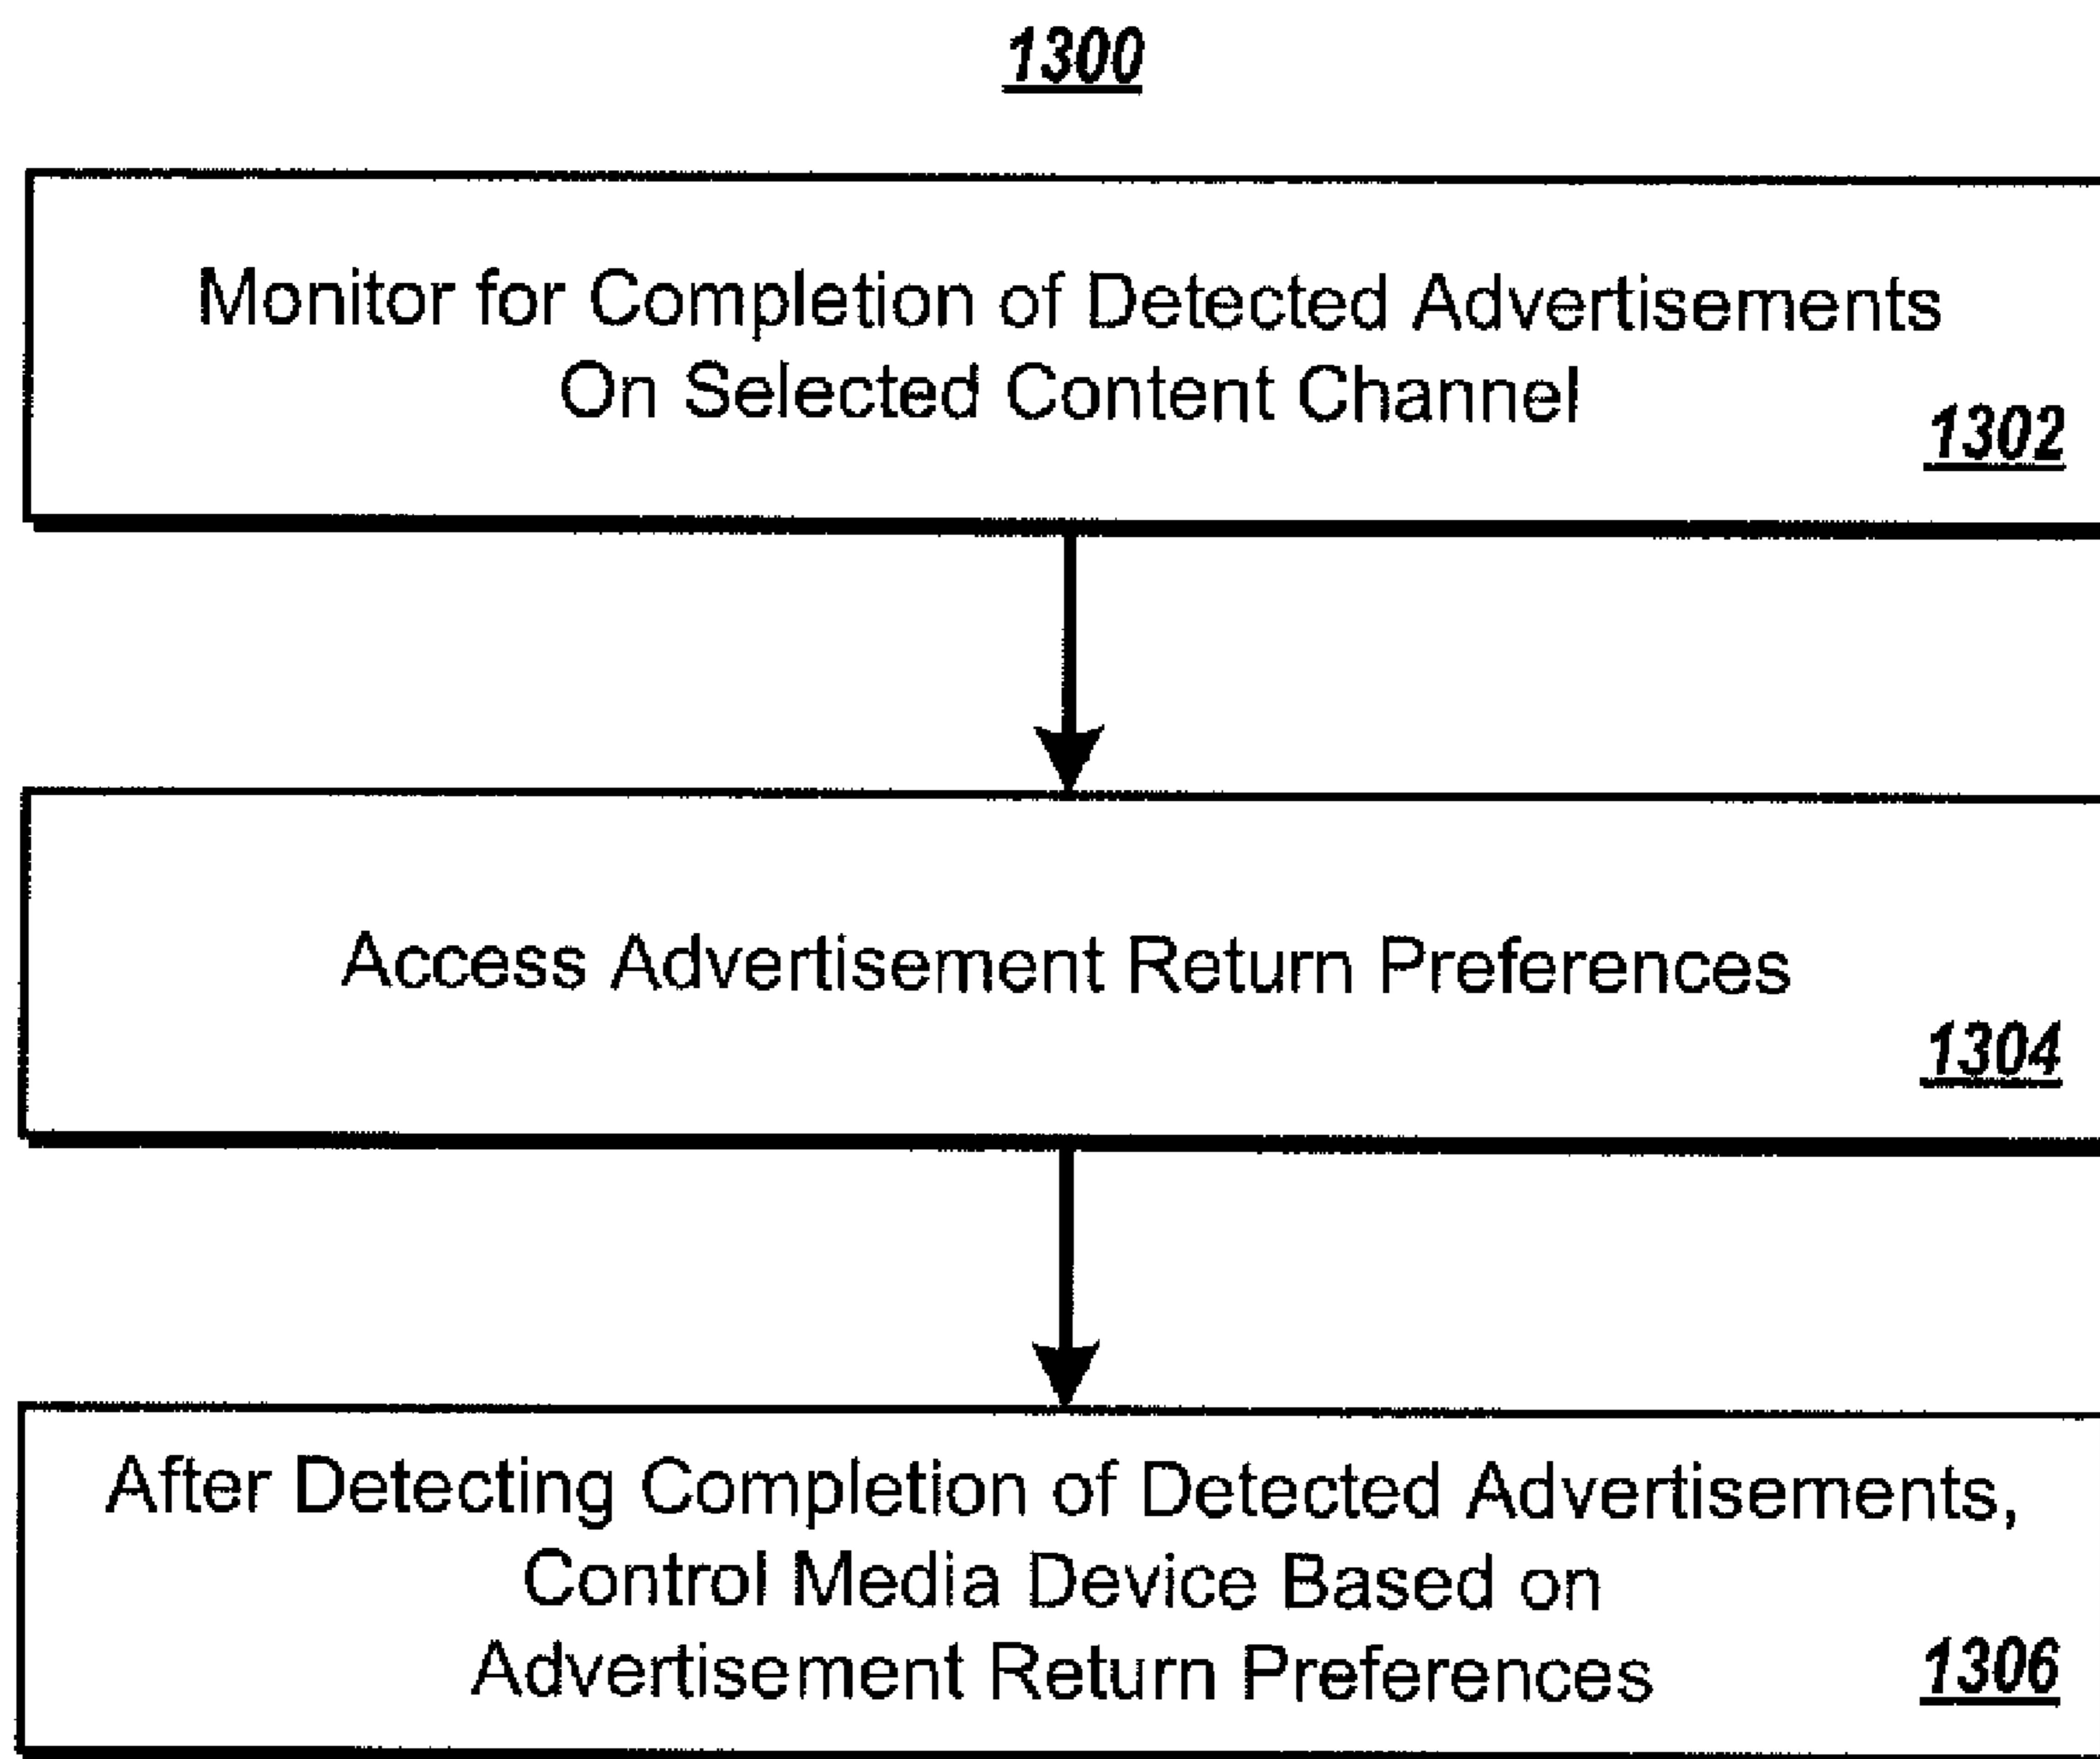 1300
Monitor for Completion of Detected Advertisements
On Selected Content Channel
1302
Access Advertisement Return Preferences
1304
After Detecting Completion of Detected Advertisements,
Control Media Device Based on
Advertisement Return Preferences
1306